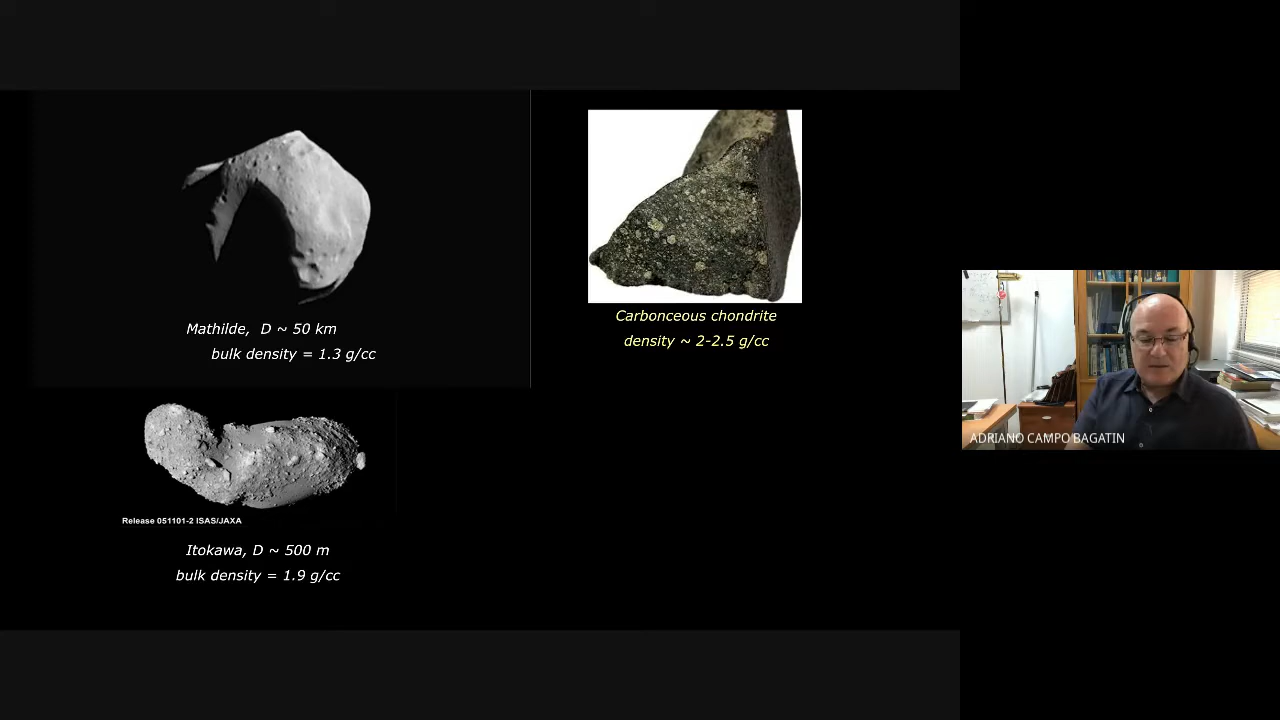 Mathilde, D ~ 50 km
bulk density = 1.3 g/cc
Carbonceous chondrite
density ~ 2-2.5 g/cc
Release 051101-2 ISAS/JAXA
Itokawa, D ~ 500 m
bulk density = 1.9 g/cc
ADRIANO CAMPO BAGATIN